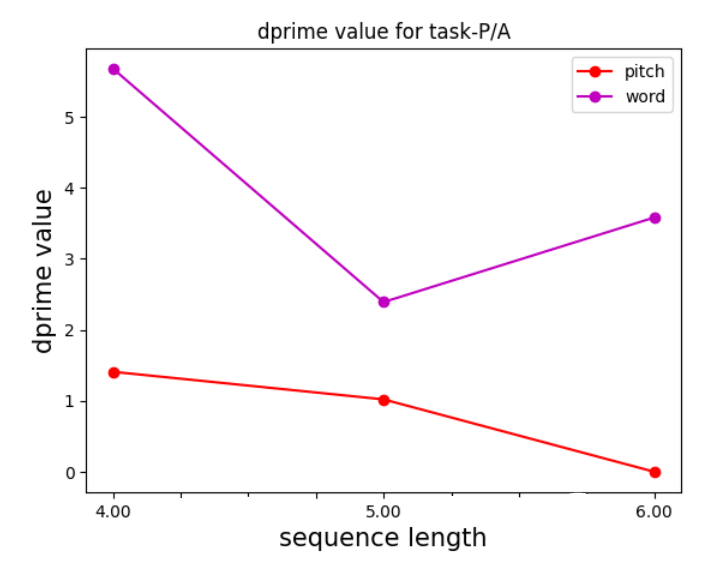 dprime value for task-P/A
pitch
word
dprime value
5
4
3
2
1
0
4.00 5.00 6.00
sequence length